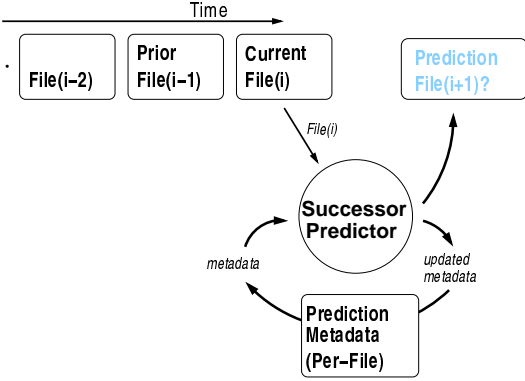 Time
File(i−2)
Prior
File(i−1)
Current
File(i)
Prediction
File(i+1)?
File(i)
Successor
Predictor
metadata
updated
metadata
Prediction
Metadata
(Per−File)